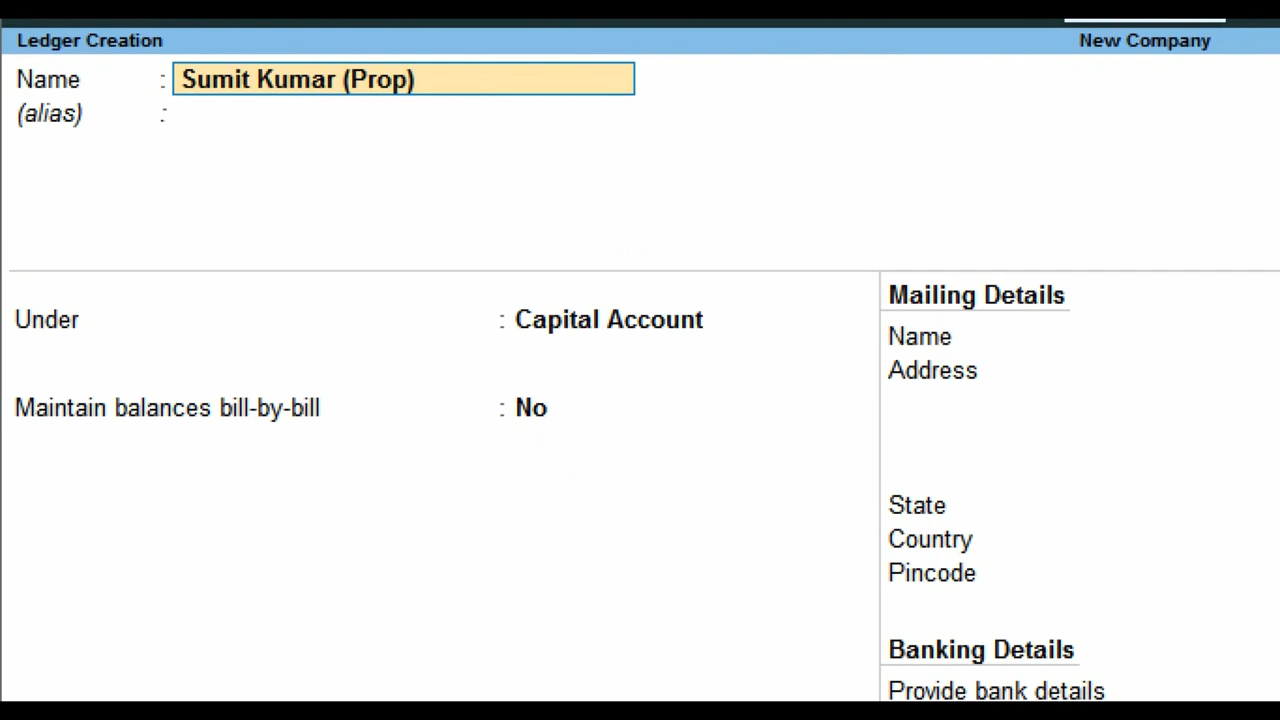 Ledger Creation New Company
Name : Sumit Kumar (Prop)
(alias) :
Under : Capital Account
Maintain balances bill-by-bill : No
Mailing Details
Name
Address
State
Country
Pincode
Banking Details
Provide bank details